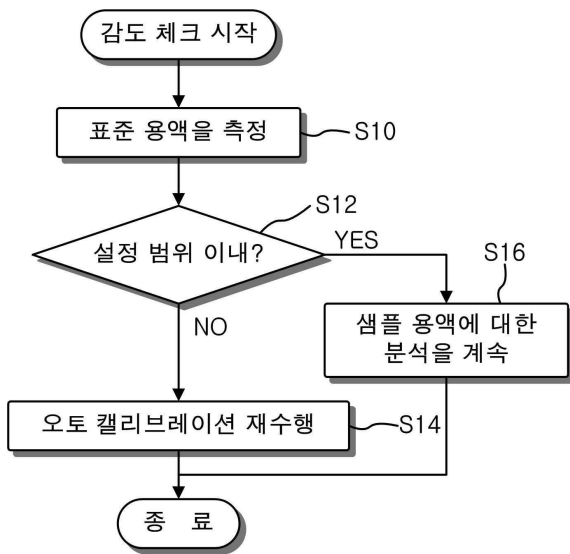 감도 체크 시작
표준 용액을 측정
S10
S12
설정 범위 이내?
YES
S16
NO
샘플 용액에 대한
분석을 계속
오토 캘리브레이션 재수행
S14
종 료